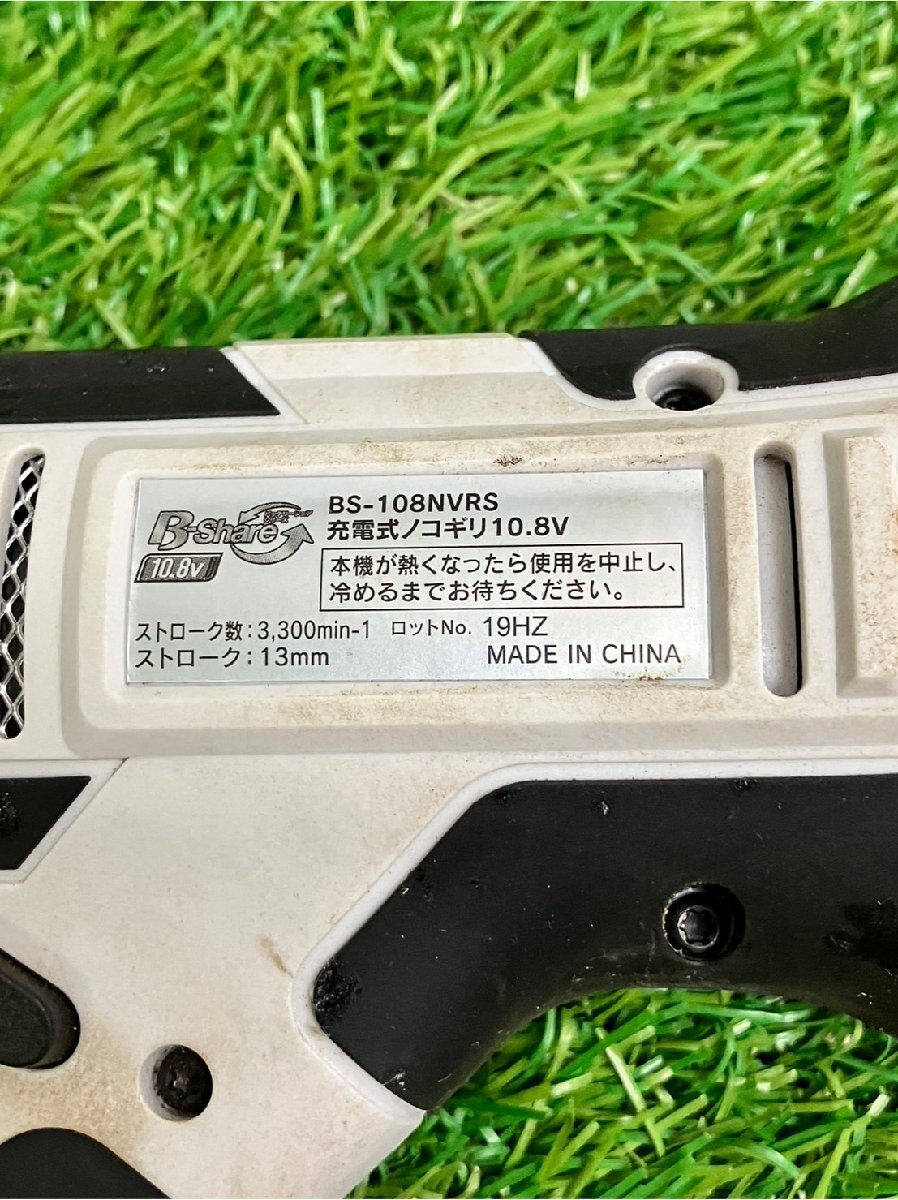 B-Share
10.8v
BS-108NVRS
充電式ノコギリ10.8V
本機が熱くなったら使用を中止し、
冷めるまでお待ちください。
ストローク数:3,300min-1 ロットNo. 19HZ
ストローク:13mm MADE IN CHINA